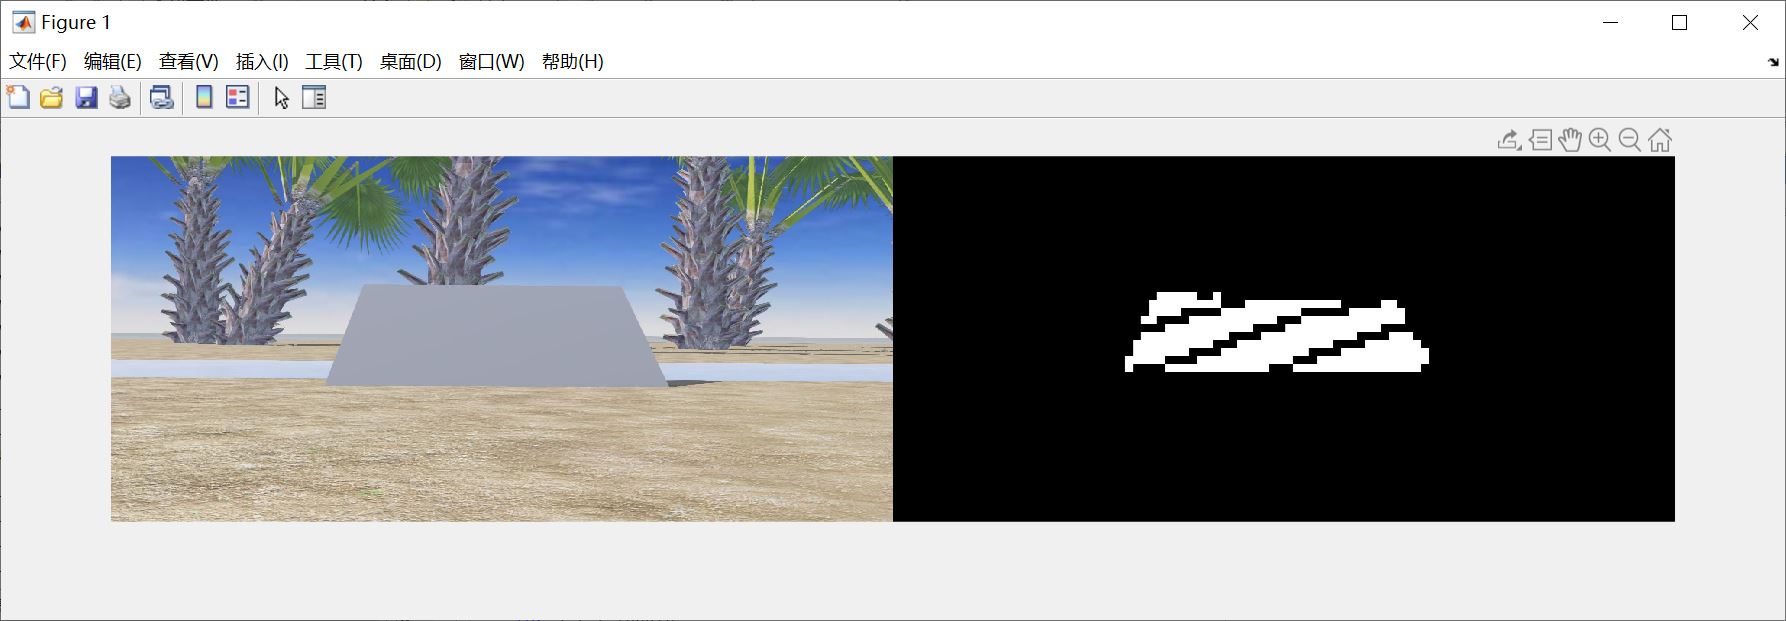 Figure 1
文件(F) 编辑(E) 查看(V) 插入(I) 工具(T) 桌面(D) 窗口(W) 帮助(H)